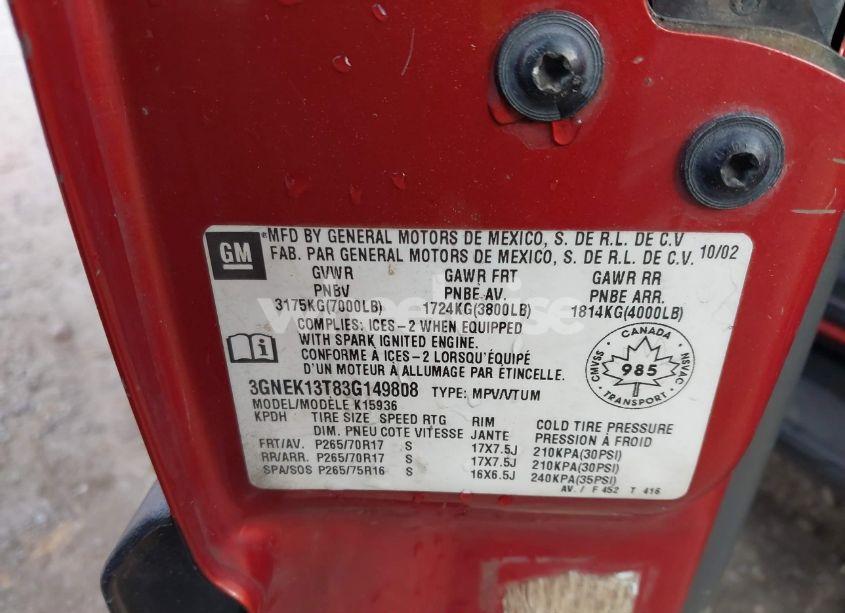 GM
MFD BY GENERAL MOTORS DE MEXICO, S. DE R.L. DE C.V
FAB. PAR GENERAL MOTORS DE MEXICO, S. DE R.L. DE C.V. 10/02
GVWR GAWR FRT GAWR RR
PNBV PNBE AV. PNBE ARR.
3175KG(7000LB) 1724KG(3800LB) 1814KG(4000LB)
COMPLIES: ICES-2 WHEN EQUIPPED
WITH SPARK IGNITED ENGINE.
CONFORME À ICES-2 LORSQU'ÉQUIPÉ
D'UN MOTEUR À ALLUMAGE PAR ÉTINCELLE.
CANADA
CMVSS 985 NSVAC
TRANSPORT
3GNEK13T83G149808 TYPE: MPV/VTUM
MODEL/MODÈLE K15936
KPDH TIRE SIZE SPEED RTG RIM COLD TIRE PRESSURE
DIM. PNEU COTE VITESSE JANTE PRESSION À FROID
FRT/AV. P265/70R17 S 17X7.5J 210KPA(30PSI)
RR/ARR. P265/70R17 S 17X7.5J 210KPA(30PSI)
SPA/SOS P265/75R16 S 16X6.5J 240KPA(35PSI)
AV. / F 452 T 416